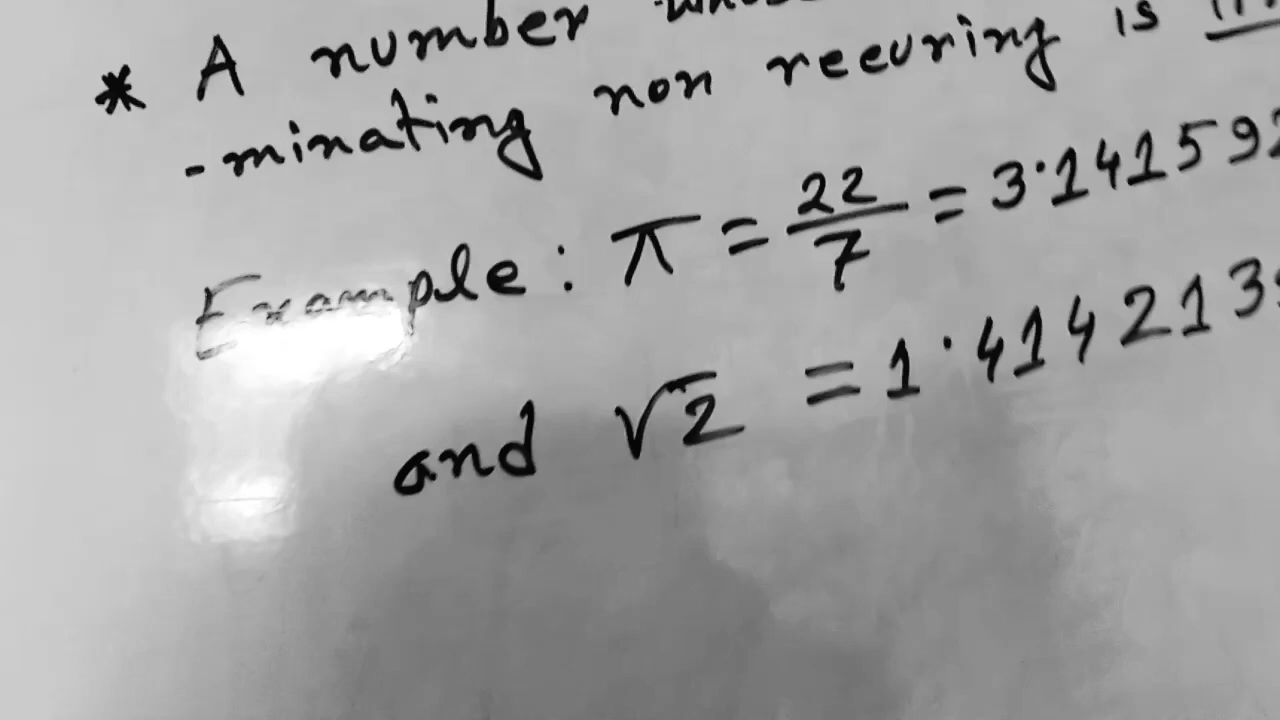 * A number
-minating non recuring is
Example: π = 22/7 = 3.14159
and √2 = 1.414213